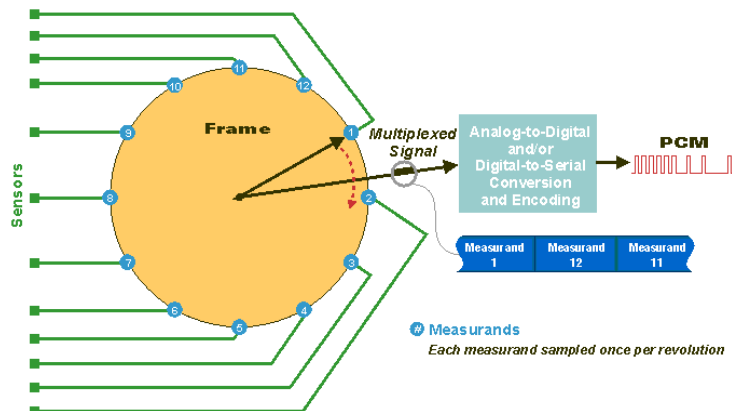 11
10
12
Frame
1
9
Multiplexed
Signal
Analog-to-Digital
and/or
Digital-to-Serial
Conversion
and Encoding
PCM
Sensors
8
2
7
3
Measurand
1
Measurand
12
Measurand
11
6
4
5
# Measurands
Each measurand sampled once per revolution